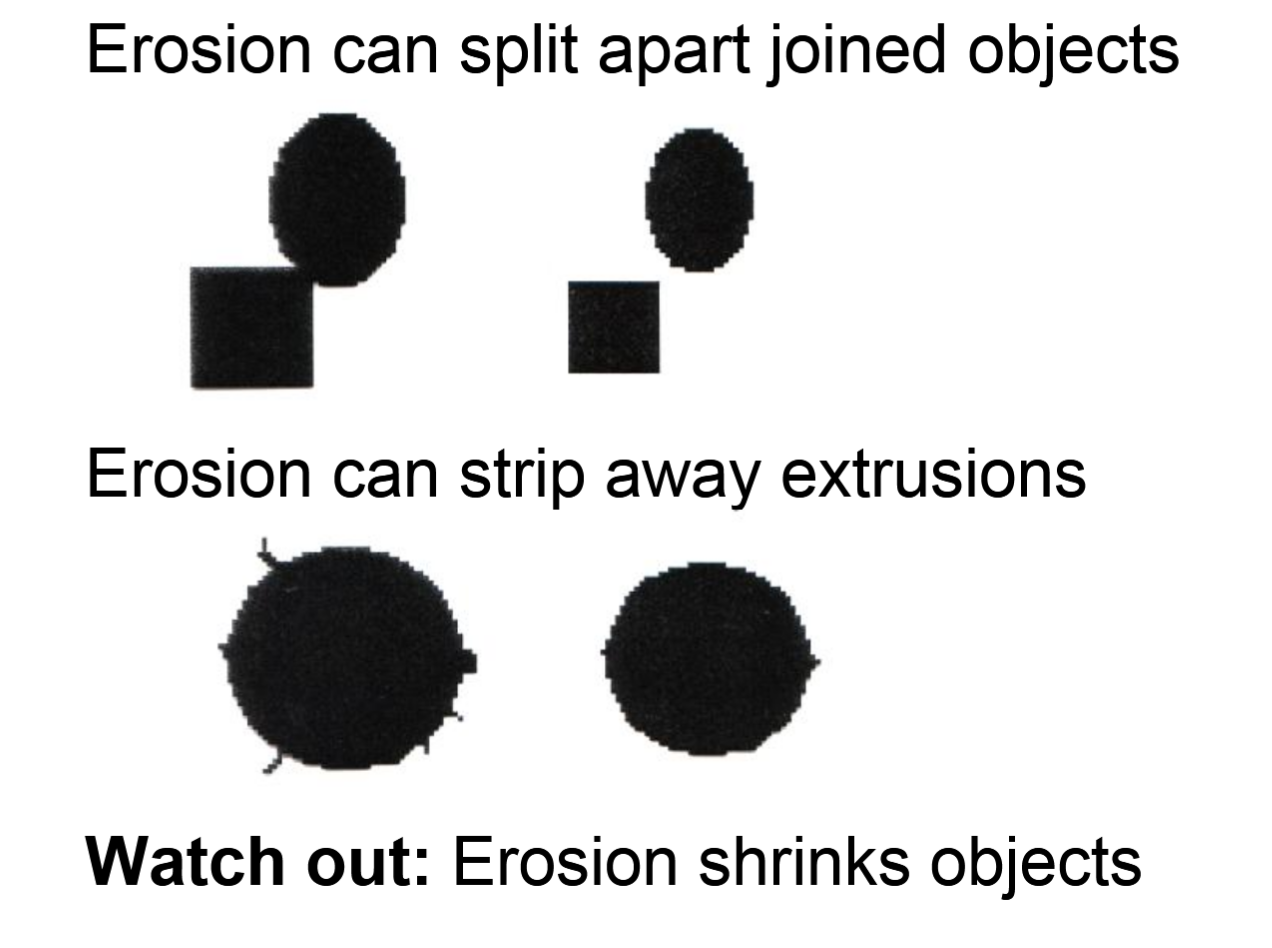 Erosion can split apart joined objects
Erosion can strip away extrusions
Watch out: Erosion shrinks objects